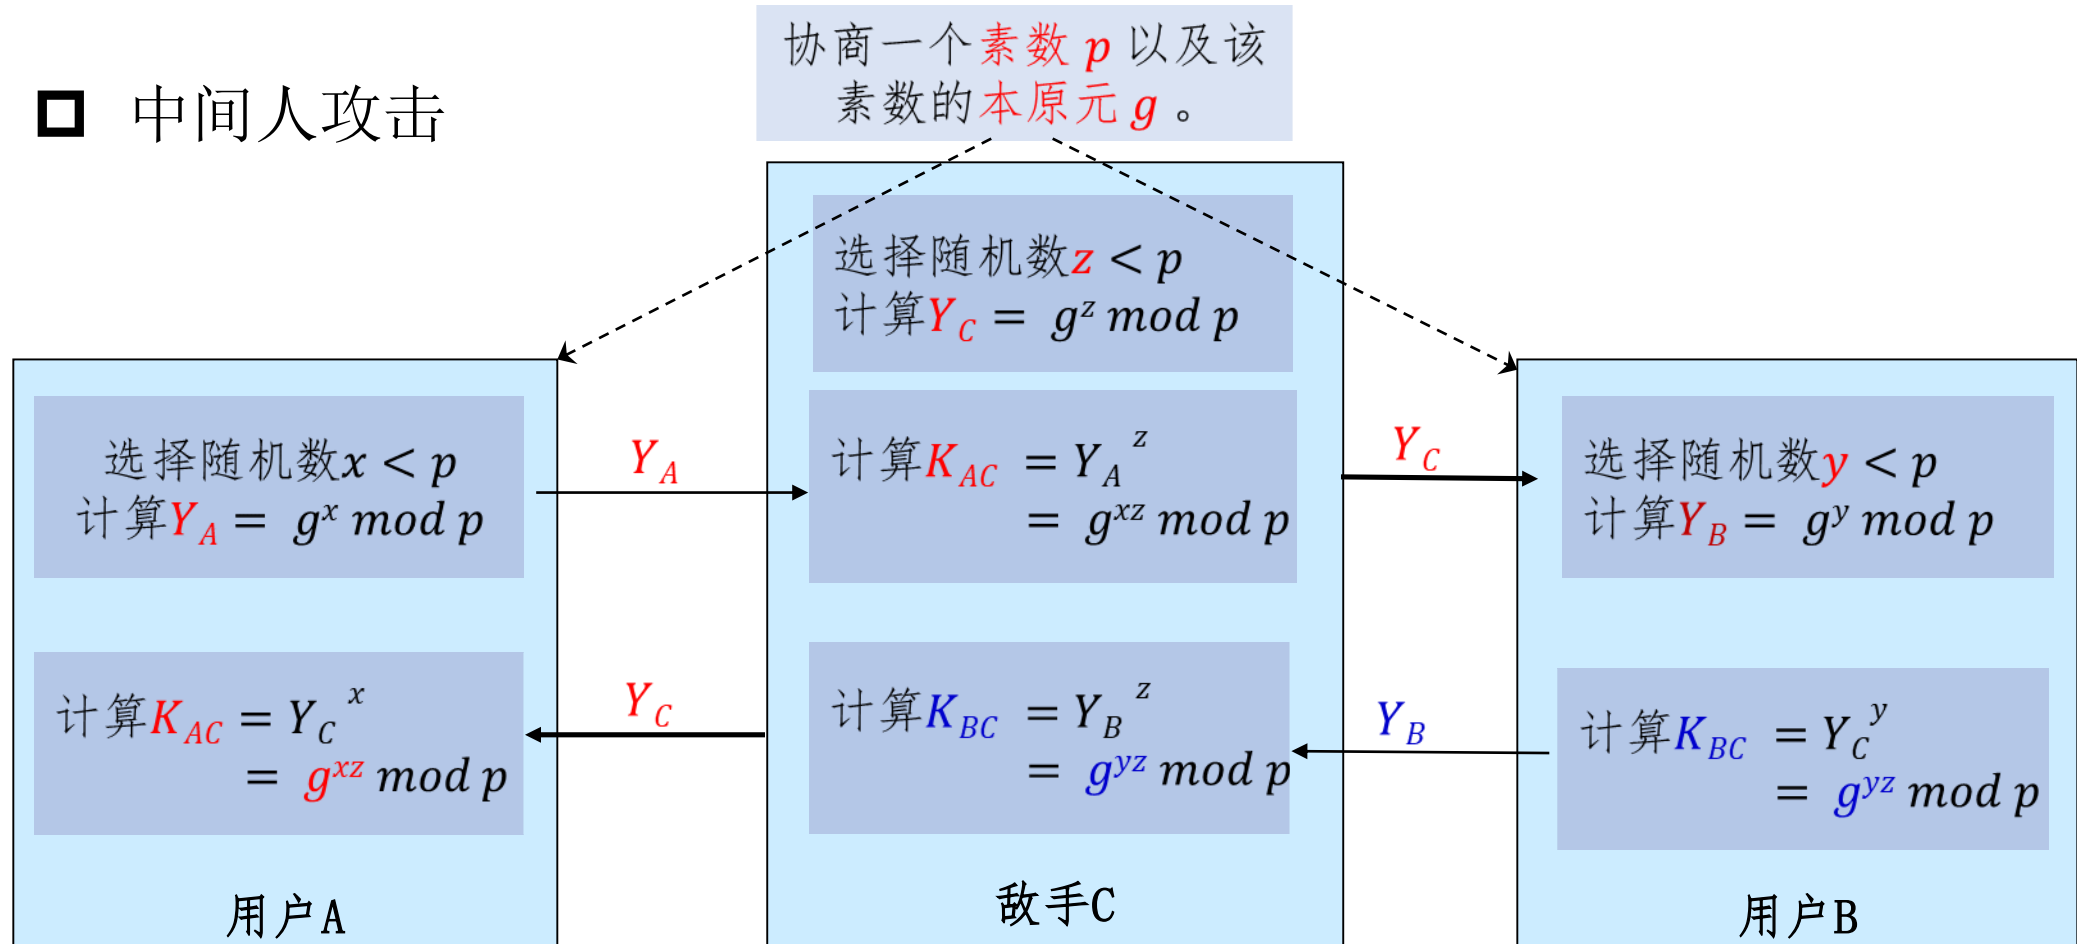 中间人攻击
协商一个素数 p 以及该
素数的本原元 g 。
选择随机数z < p
计算Y_C = g^z mod p
选择随机数x < p
计算Y_A = g^x mod p
Y_A
计算K_AC = Y_A^z
= g^xz mod p
Y_C
选择随机数y < p
计算Y_B = g^y mod p
计算K_AC = Y_C^x
= g^xz mod p
Y_C
计算K_BC = Y_B^z
= g^yz mod p
Y_B
计算K_BC = Y_C^y
= g^yz mod p
用户A
敌手C
用户B